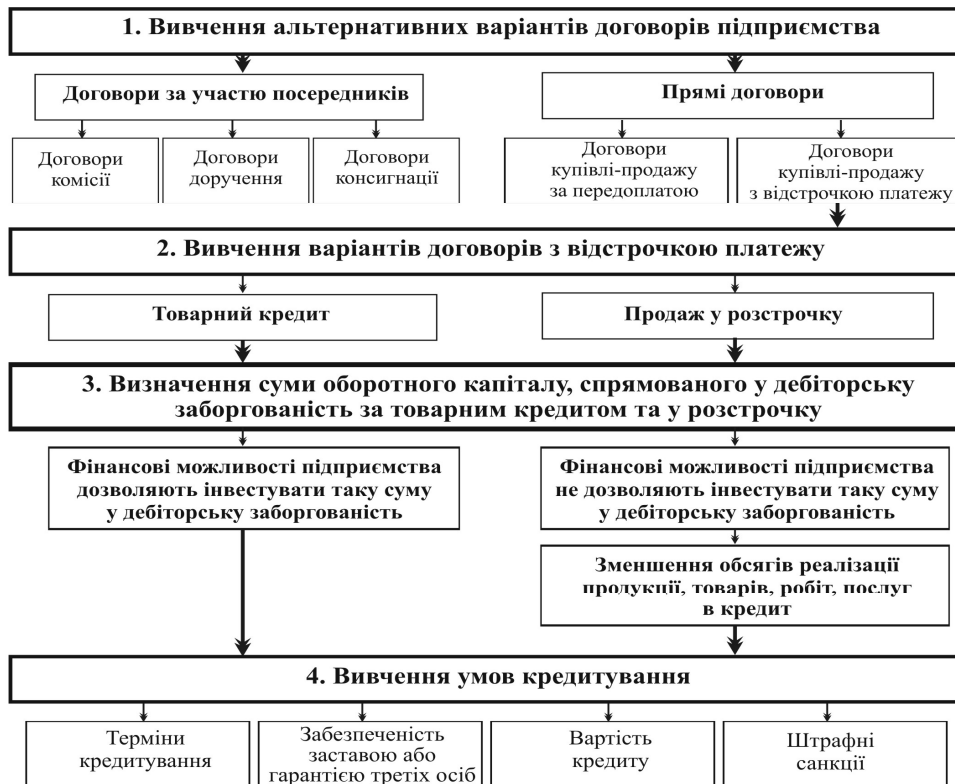 1. Вивчення альтернативних варіантів договорів підприємства
Договори за участю посередників
Прямі договори
Договори
комісії
Договори
доручення
Договори
консигнації
Договори
купівлі-продажу
за передоплатою
Договори
купівлі-продажу
з відстрочкою платежу
2. Вивчення варіантів договорів з відстрочкою платежу
Товарний кредит
Продаж у розстрочку
3. Визначення суми оборотного капіталу, спрямованого у дебіторську
заборгованість за товарним кредитом та у розстрочку
Фінансові можливості підприємства
дозволяють інвестувати таку суму
у дебіторську заборгованість
Фінансові можливості підприємства
не дозволяють інвестувати таку суму
у дебіторську заборгованість
Зменшення обсягів реалізації
продукції, товарів, робіт, послуг
в кредит
4. Вивчення умов кредитування
Терміни
кредитування
Забезпеченість
заставою або
гарантією третіх осіб
Вартість
кредиту
Штрафні
санкції